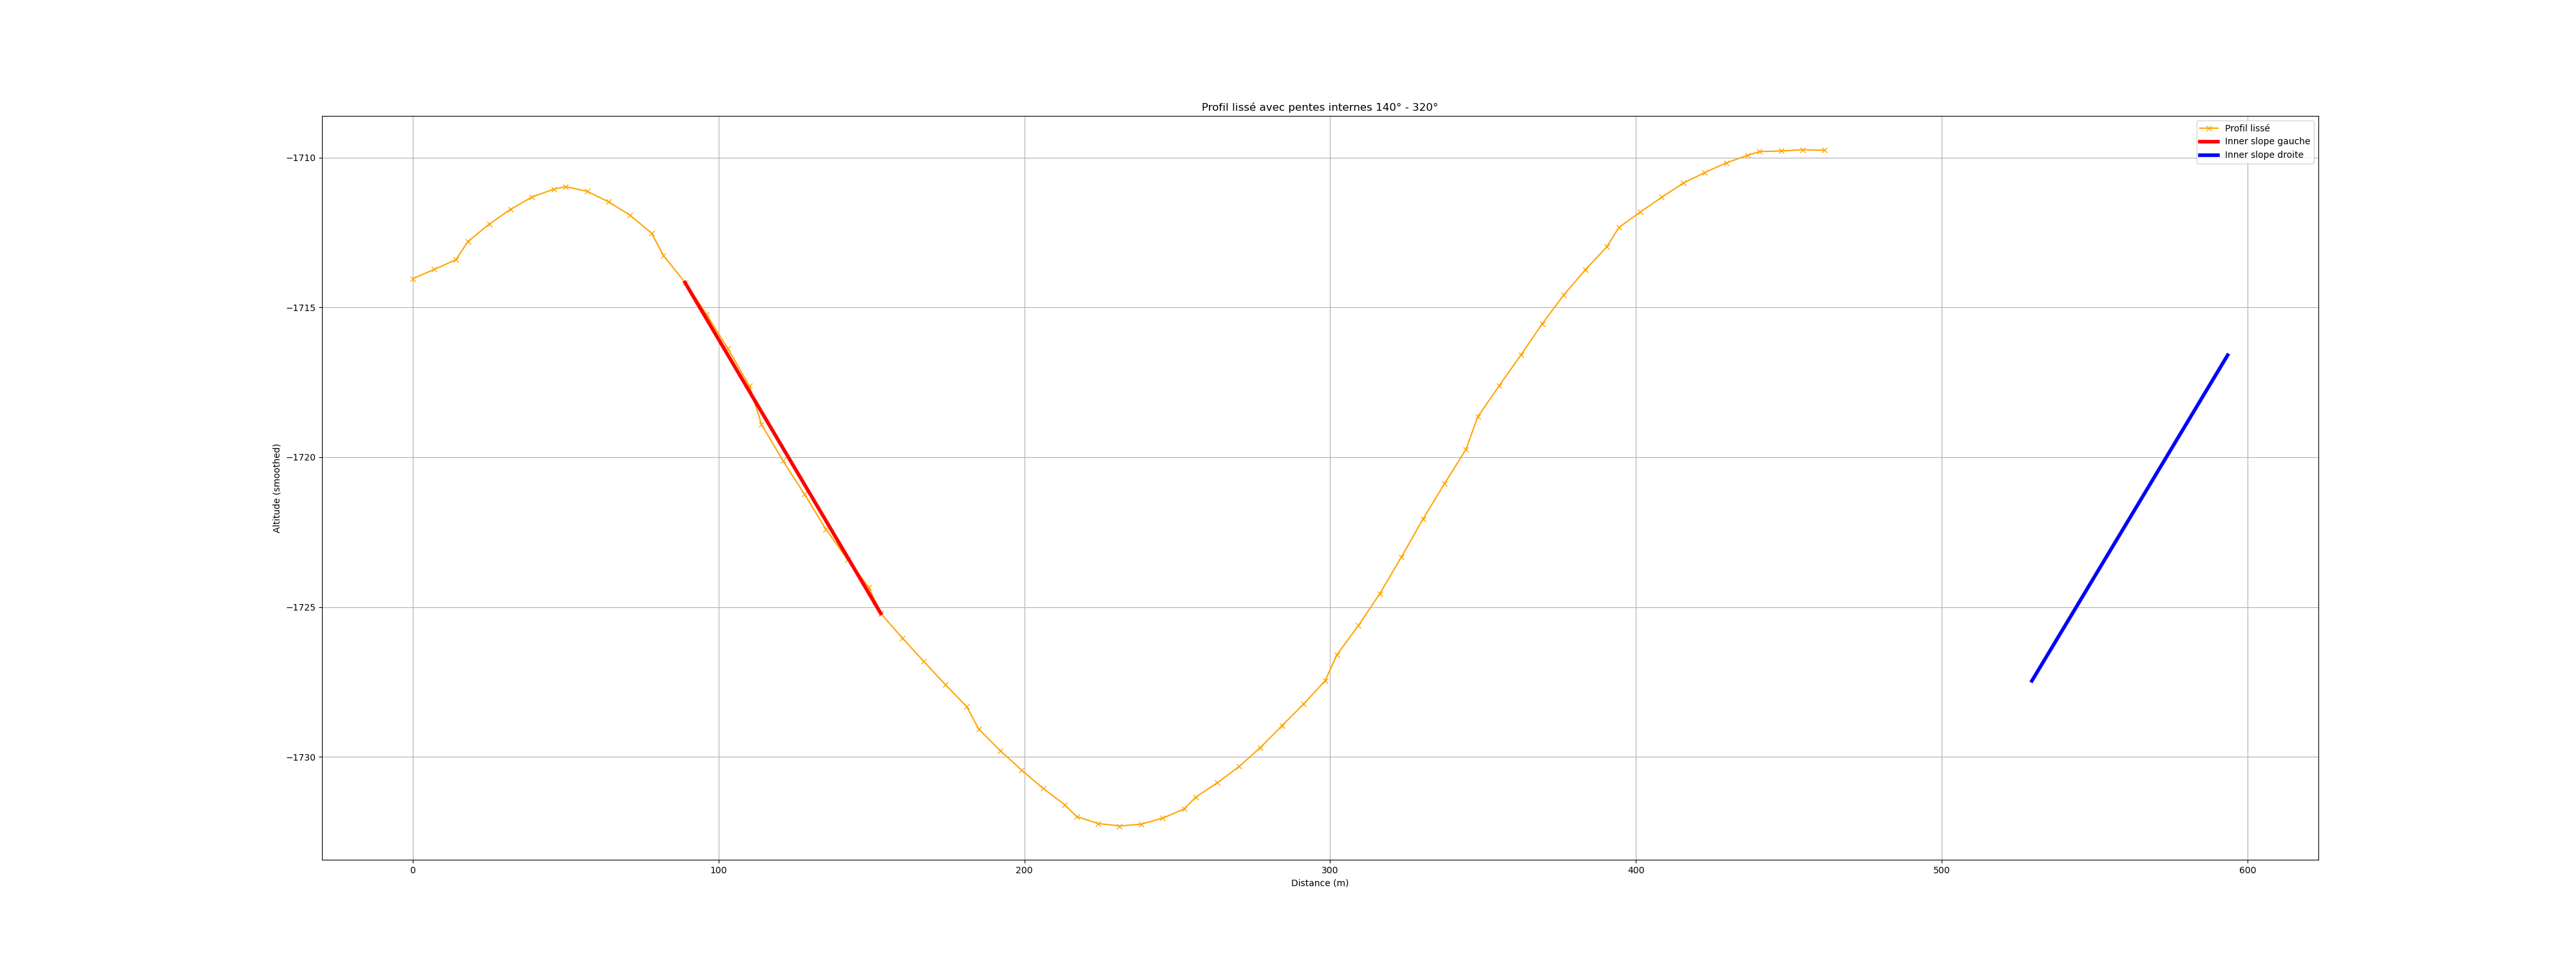 Profil lissé avec pentes internes 140° - 320°
Profil lissé
Inner slope gauche
Inner slope droite
−1710
−1715
−1720
−1725
−1730
Altitude (smoothed)
0 100 200 300 400 500 600
Distance (m)